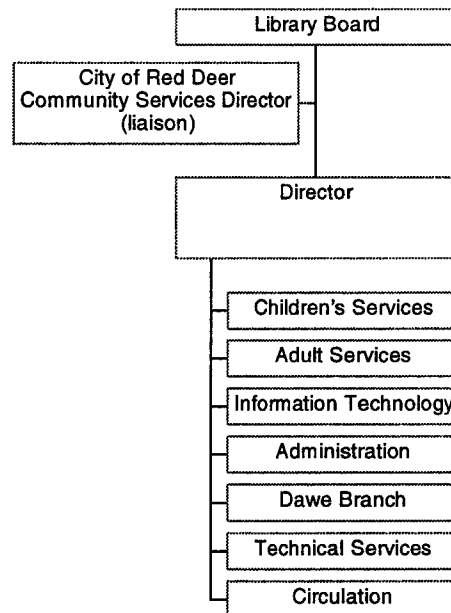 Library Board
City of Red Deer
Community Services Director
(liaison)
Director
Children's Services
Adult Services
Information Technology
Administration
Dawe Branch
Technical Services
Circulation